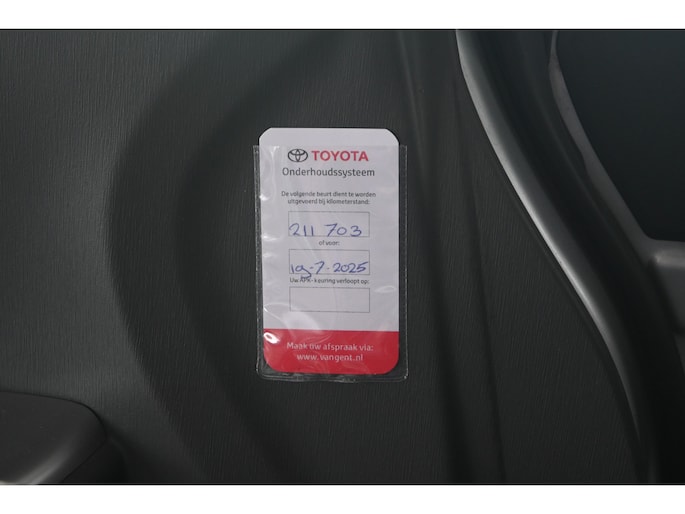 TOYOTA
Onderhoudssysteem
De volgende beurt dient te worden
uitgevoerd bij kilometerstand:
211 703
of voor:
19-7-2025
Uw APK-keuring verloopt op:
Maak uw afspraak via:
www.vangent.nl